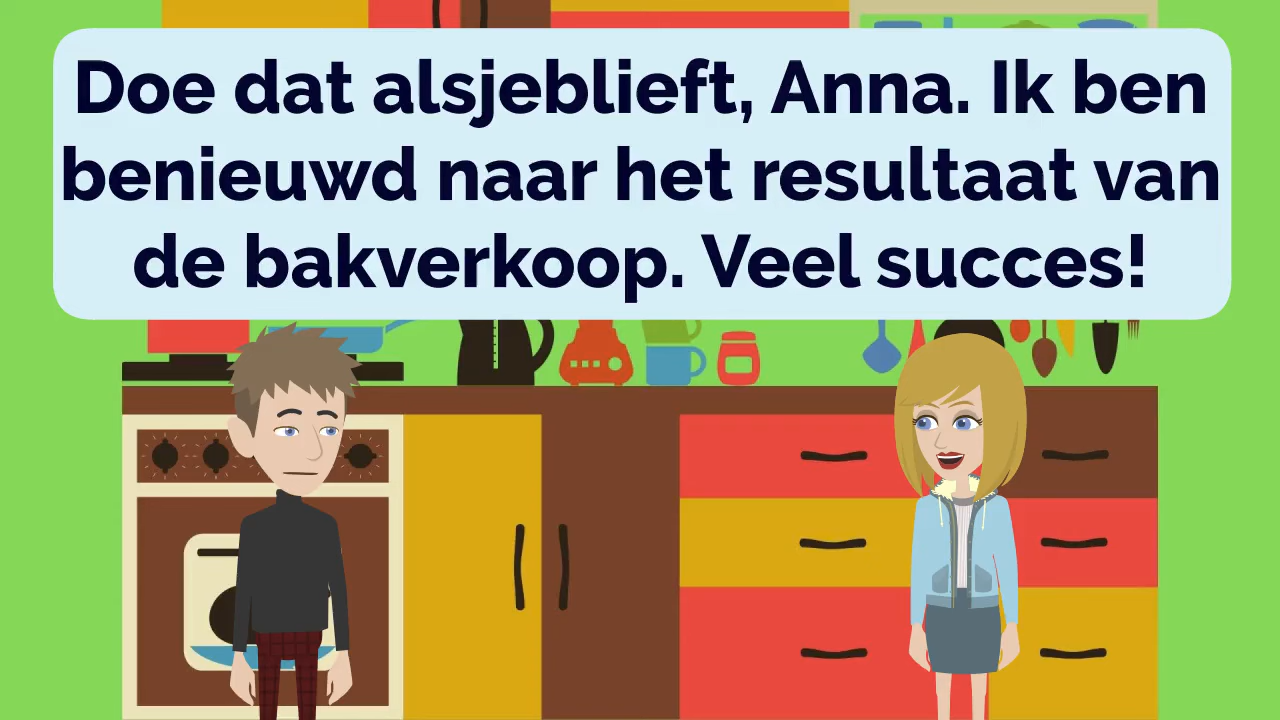 Doe dat alsjeblieft, Anna. Ik ben
benieuwd naar het resultaat van
de bakverkoop. Veel succes!